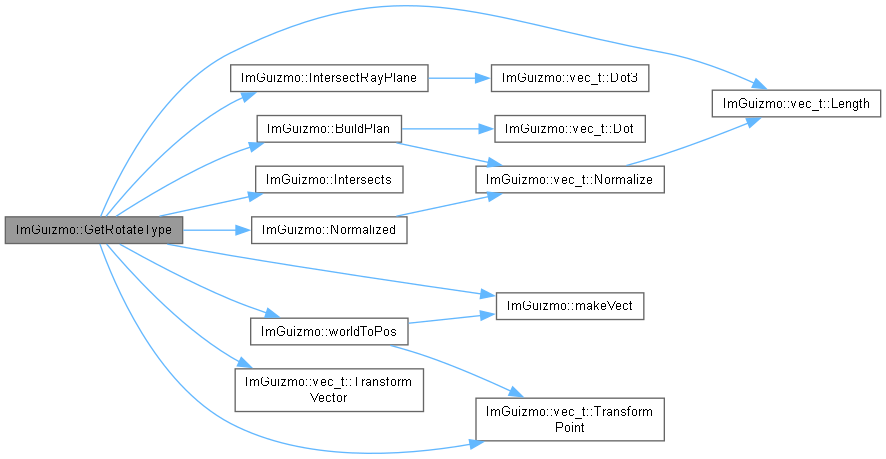 ImGuizmo::IntersectRayPlane
ImGuizmo::vec_t::Dot3
ImGuizmo::vec_t::Length
ImGuizmo::BuildPlan
ImGuizmo::vec_t::Dot
ImGuizmo::Intersects
ImGuizmo::vec_t::Normalize
ImGuizmo::GetRotateType
ImGuizmo::Normalized
ImGuizmo::makeVect
ImGuizmo::worldToPos
ImGuizmo::vec_t::Transform
Vector
ImGuizmo::vec_t::Transform
Point